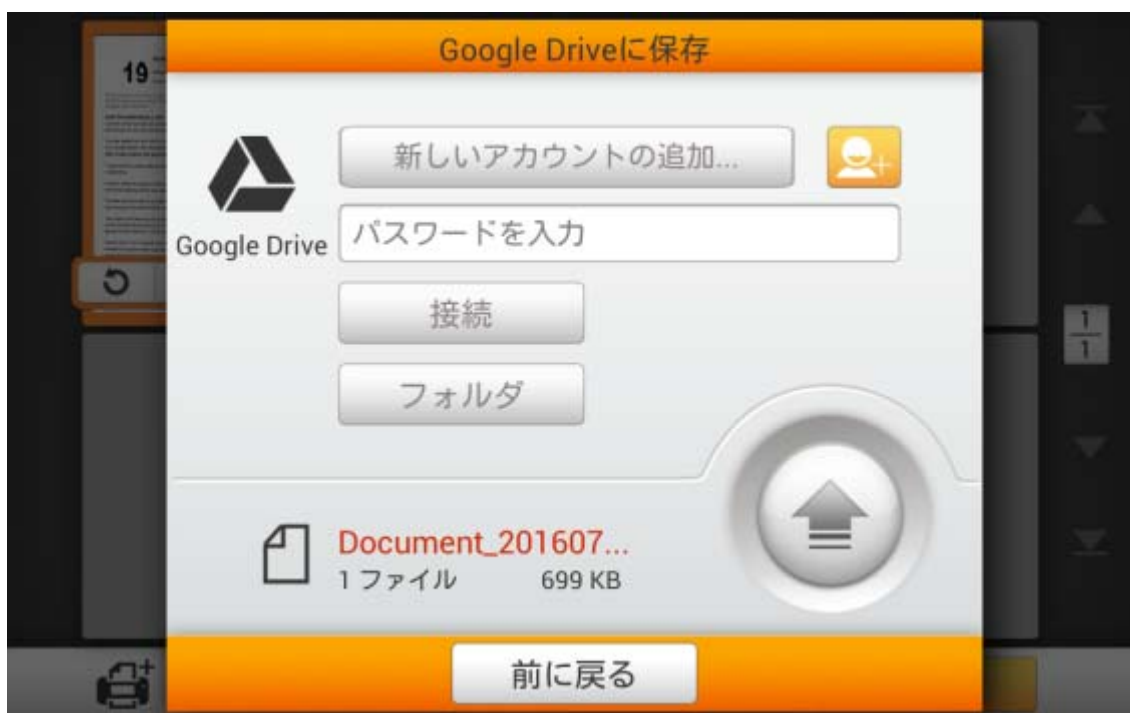 Google Driveに保存
19
新しいアカウントの追加...
Google Drive
パスワードを入力
接続
フォルダ
1
1
Document_201607...
1 ファイル 699 KB
前に戻る